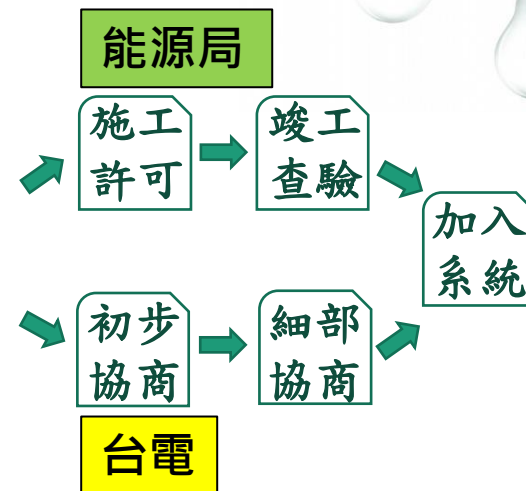 能源局
施工
許可
竣工
查驗
加入
系統
初步
協商
細部
協商
台電